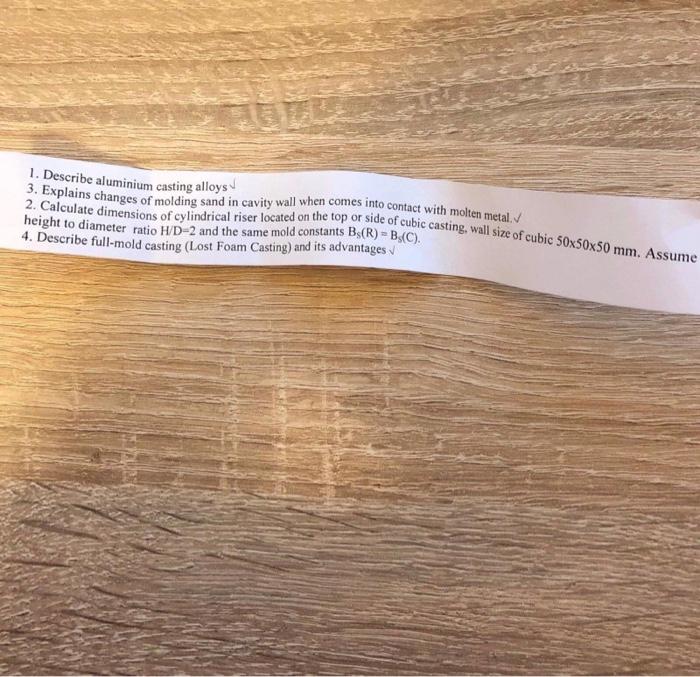 1. Describe aluminium casting alloys √
3. Explains changes of molding sand in cavity wall when comes into contact with molten metal. √
2. Calculate dimensions of cylindrical riser located on the top or side of cubic casting, wall size of cubic 50x50x50 mm. Assume
height to diameter ratio H/D=2 and the same mold constants Bs(R) = Bs(C).
4. Describe full-mold casting (Lost Foam Casting) and its advantages √